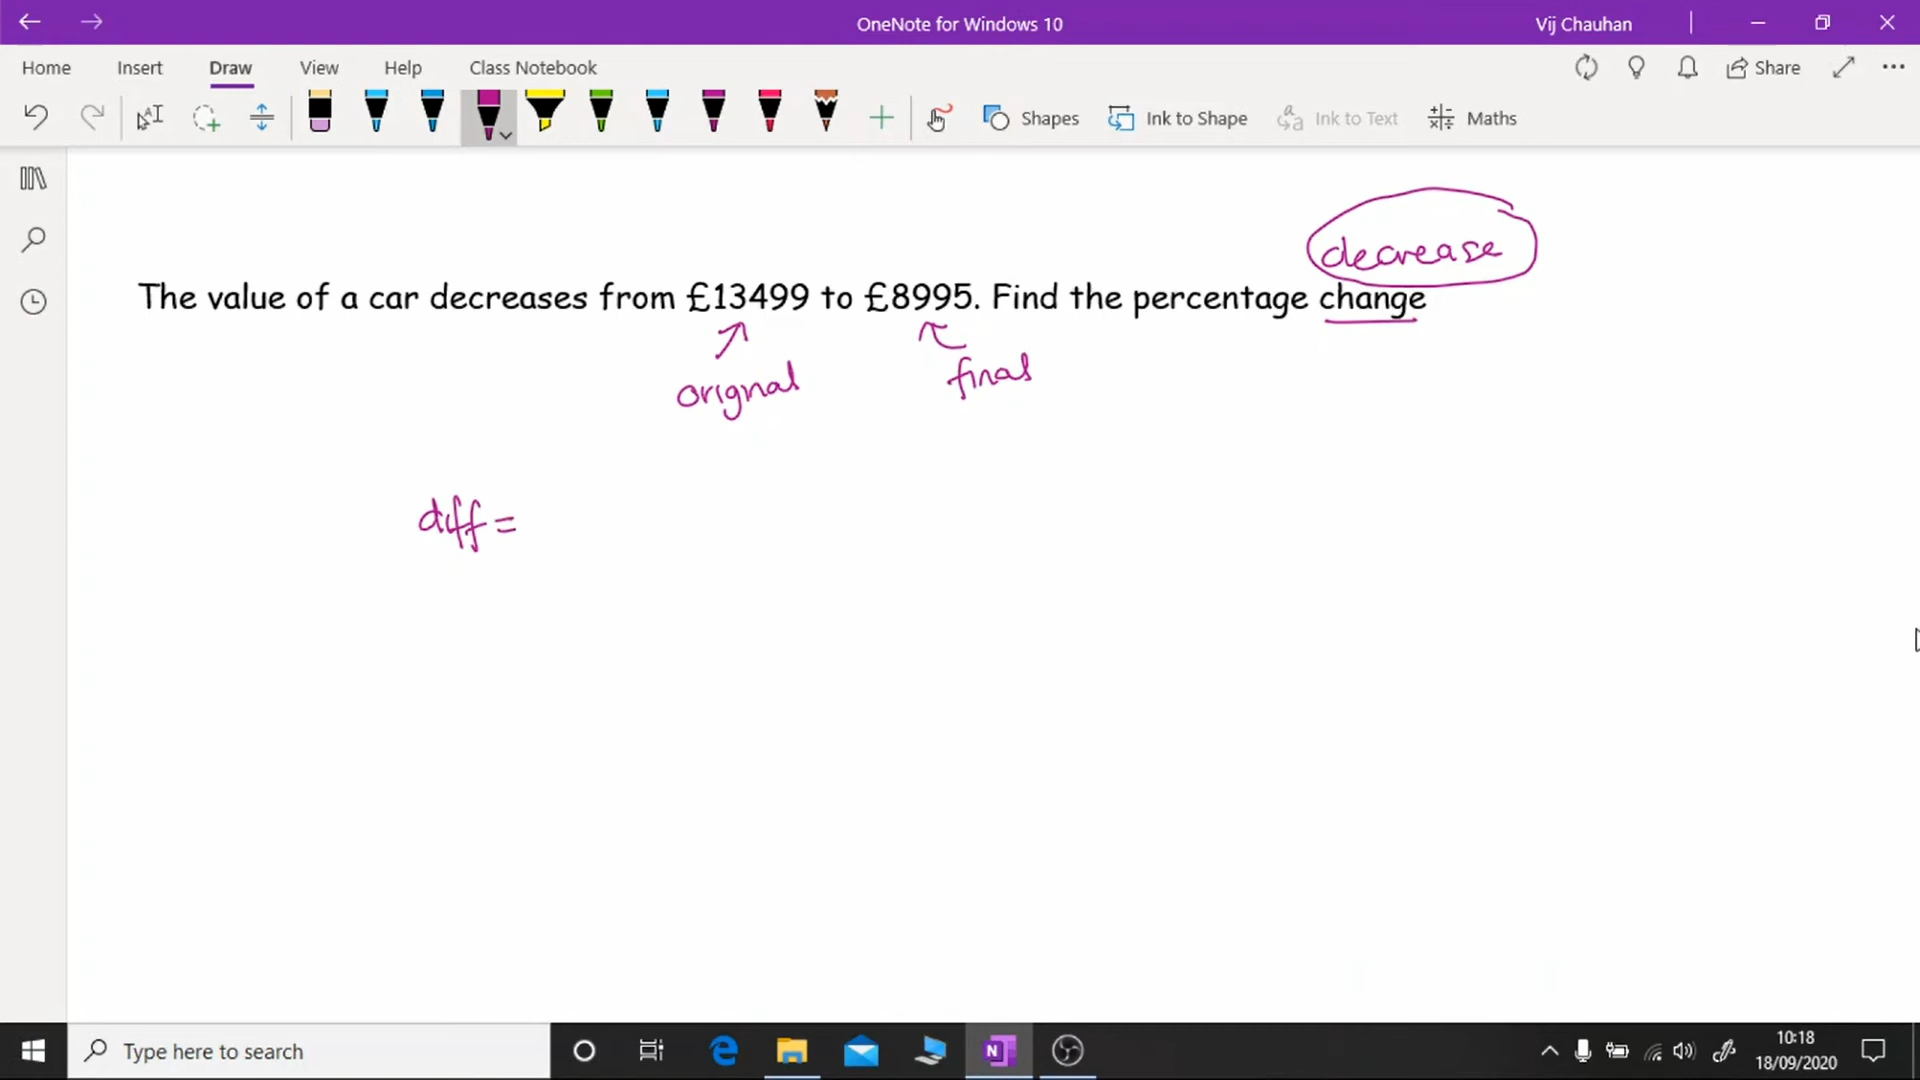 OneNote for Windows 10
Vij Chauhan
Home Insert Draw View Help Class Notebook Share
Shapes Ink to Shape Ink to Text Maths
decrease
The value of a car decreases from £13499 to £8995. Find the percentage change
orignal
final
diff =
Type here to search
10:18
18/09/2020